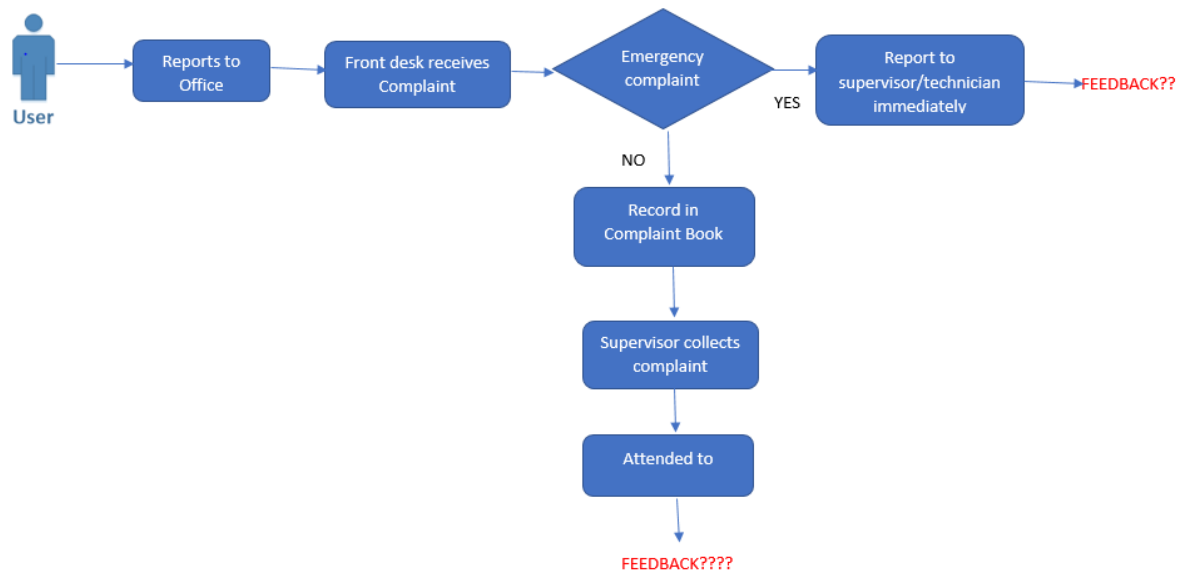 User
Reports to
Office
Front desk receives
Complaint
Emergency
complaint
YES
Report to
supervisor/technician
immediately
FEEDBACK??
NO
Record in
Complaint Book
Supervisor collects
complaint
Attended to
FEEDBACK????